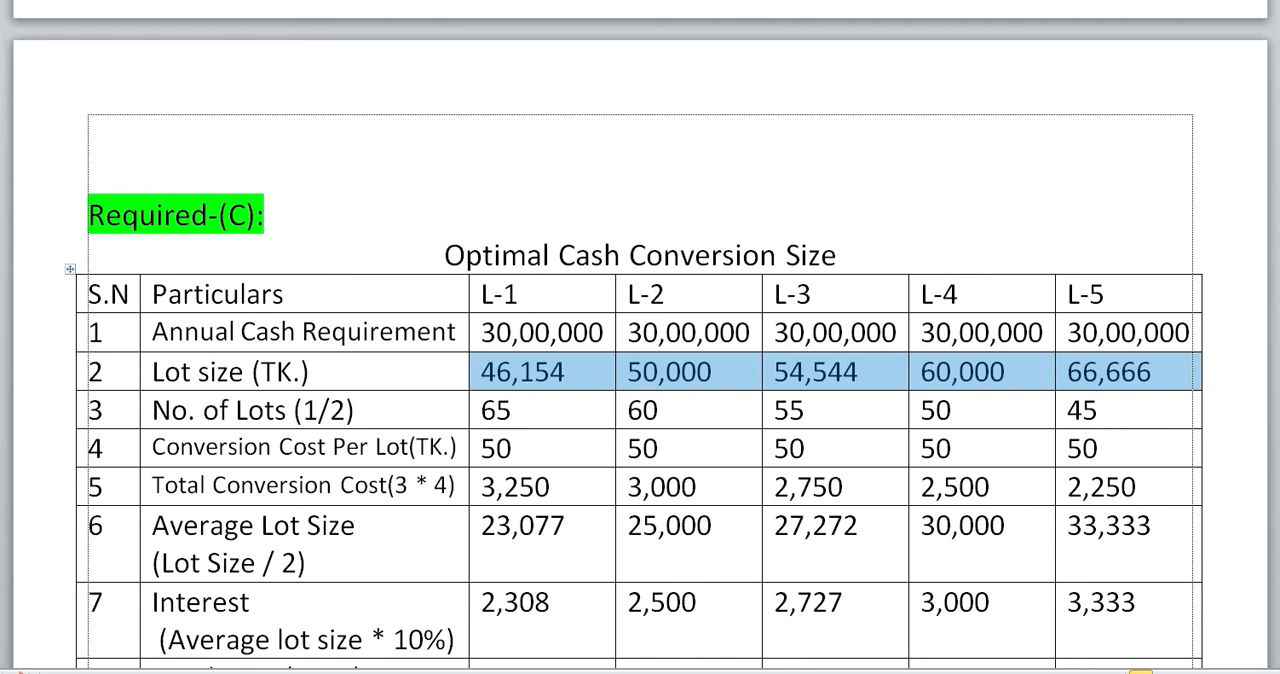 Required-(C):
Optimal Cash Conversion Size
S.N Particulars L-1 L-2 L-3 L-4 L-5
1 Annual Cash Requirement 30,00,000 30,00,000 30,00,000 30,00,000 30,00,000
2 Lot size (TK.) 46,154 50,000 54,544 60,000 66,666
3 No. of Lots (1/2) 65 60 55 50 45
4 Conversion Cost Per Lot(TK.) 50 50 50 50 50
5 Total Conversion Cost(3 * 4) 3,250 3,000 2,750 2,500 2,250
6 Average Lot Size 23,077 25,000 27,272 30,000 33,333
(Lot Size / 2)
7 Interest 2,308 2,500 2,727 3,000 3,333
(Average lot size * 10%)